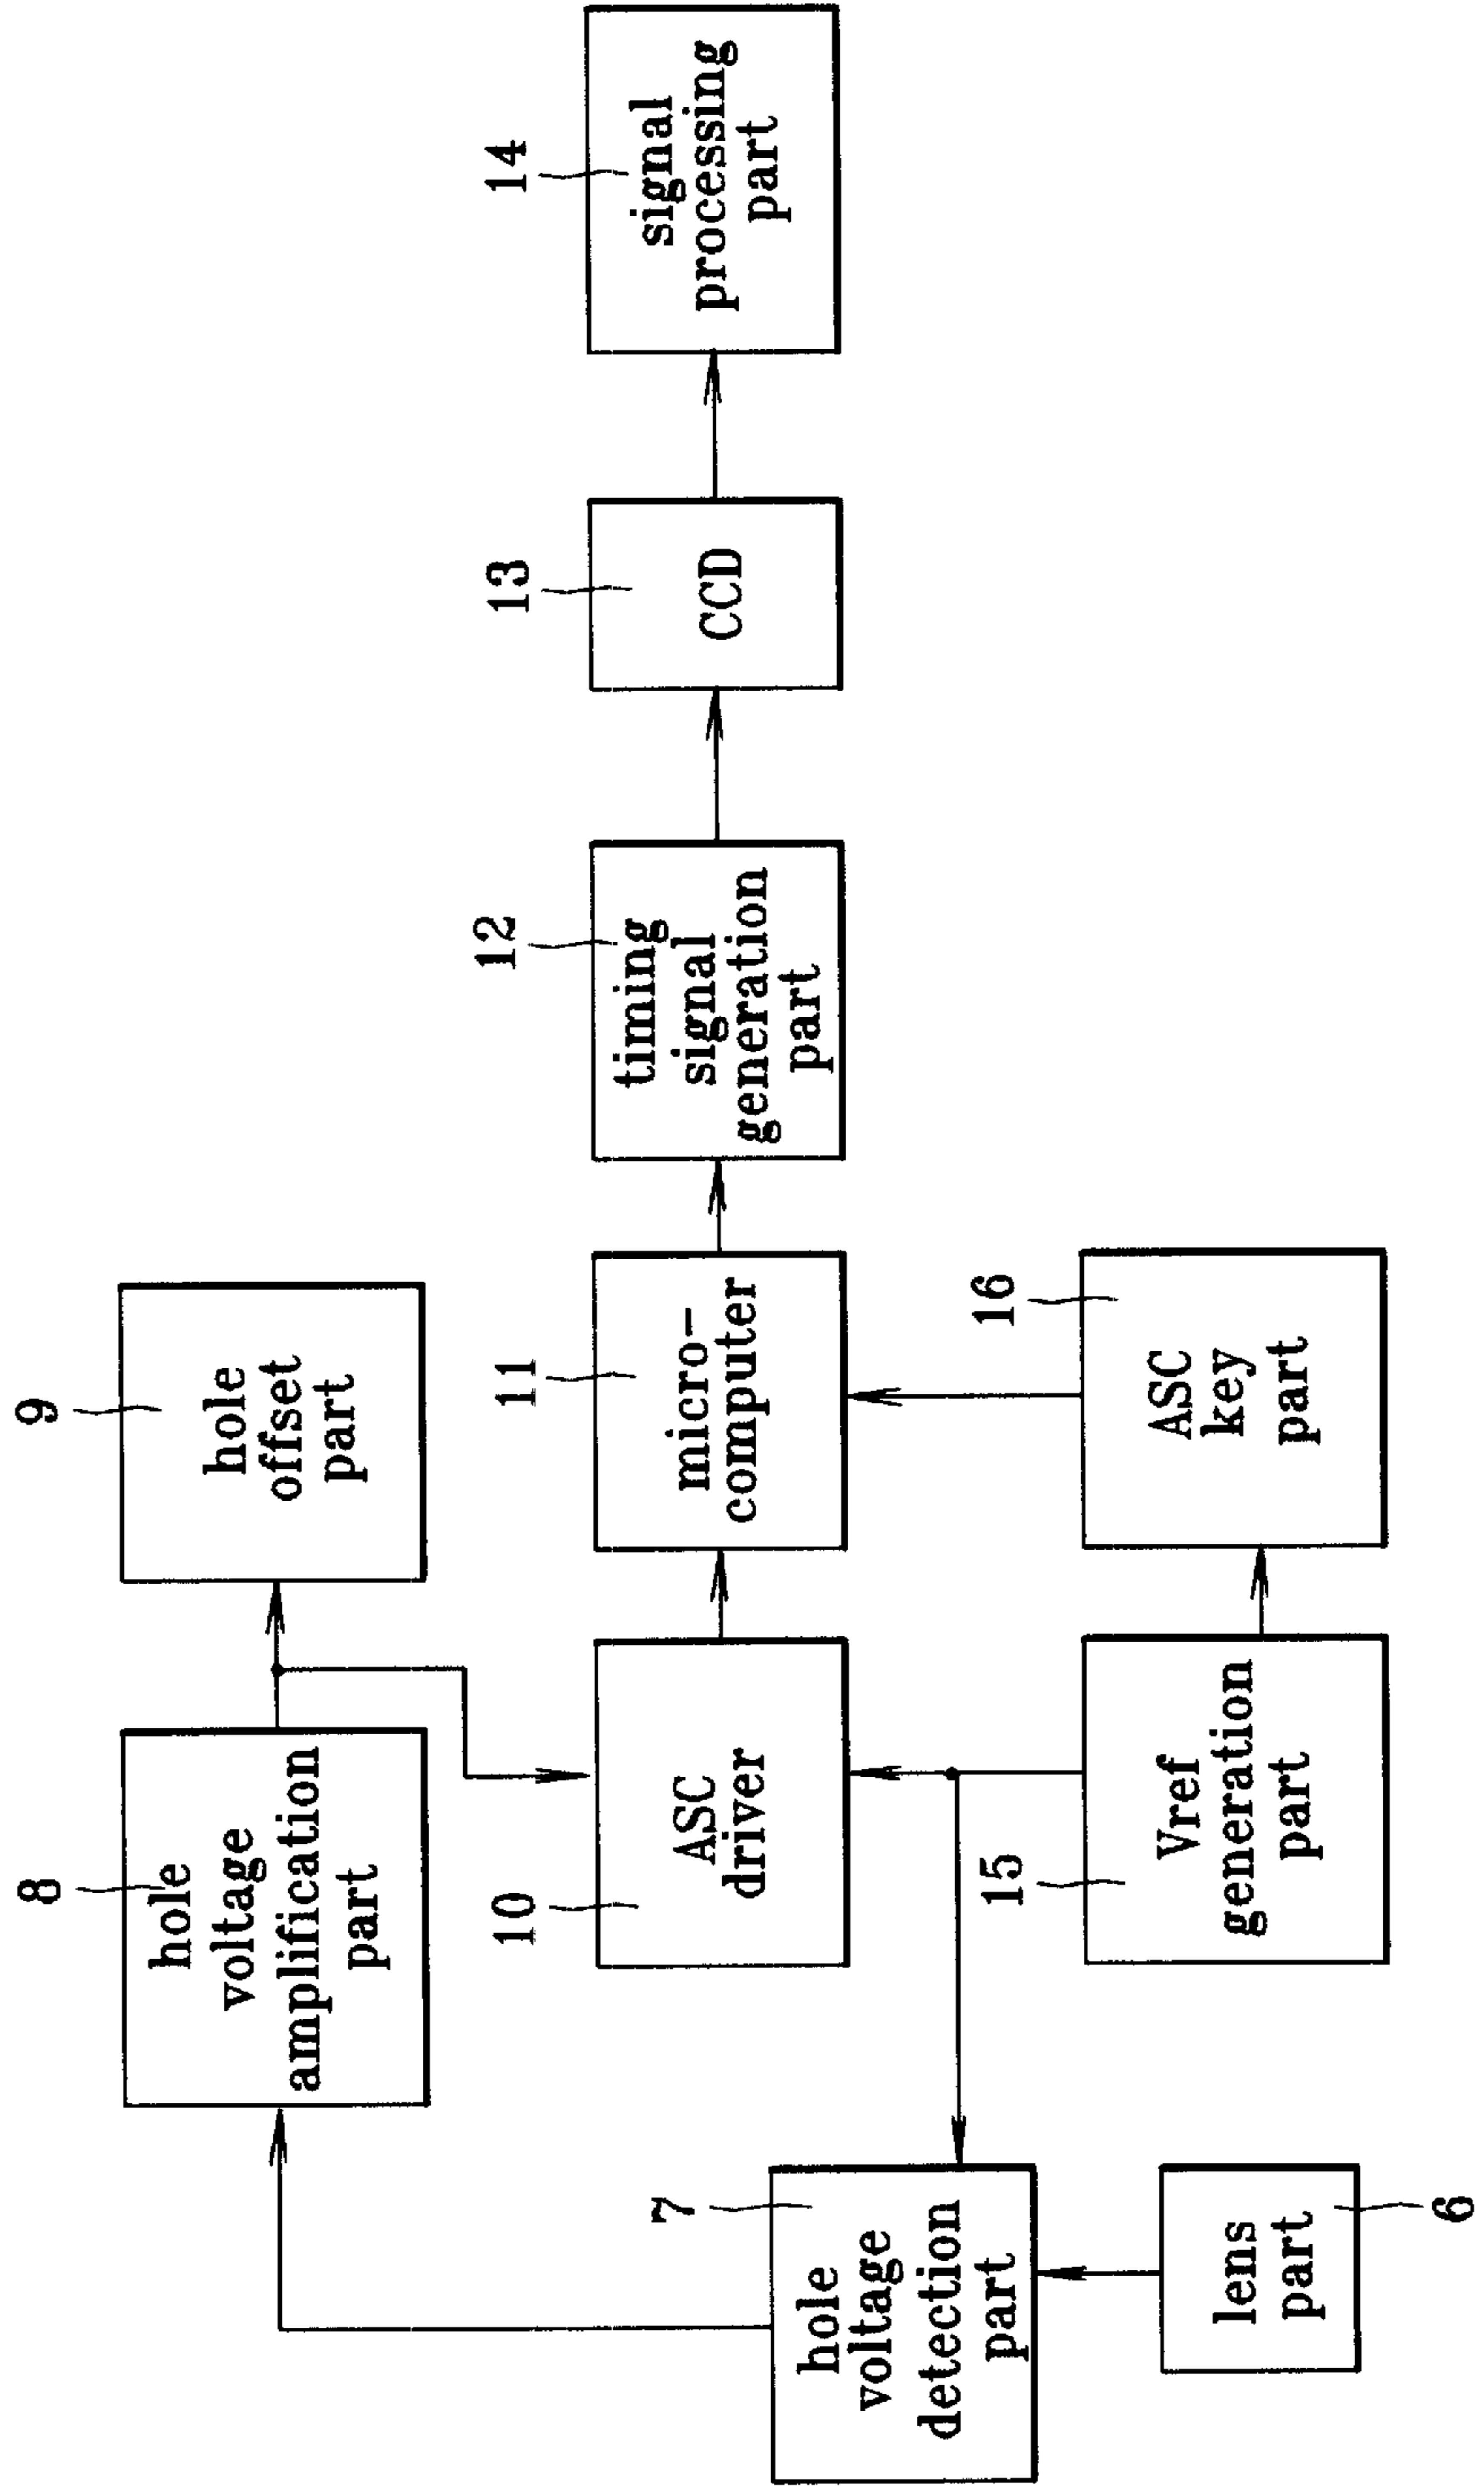 8
hole
voltage
amplification
part
9
hole
offset
part
7
hole
voltage
detection
part
10
ASC
driver
11
micro-
computer
12
timing
signal
generation
part
13
CCD
14
signal
processing
part
lens
part
6
15
Vref
generation
part
16
ASC
key
part